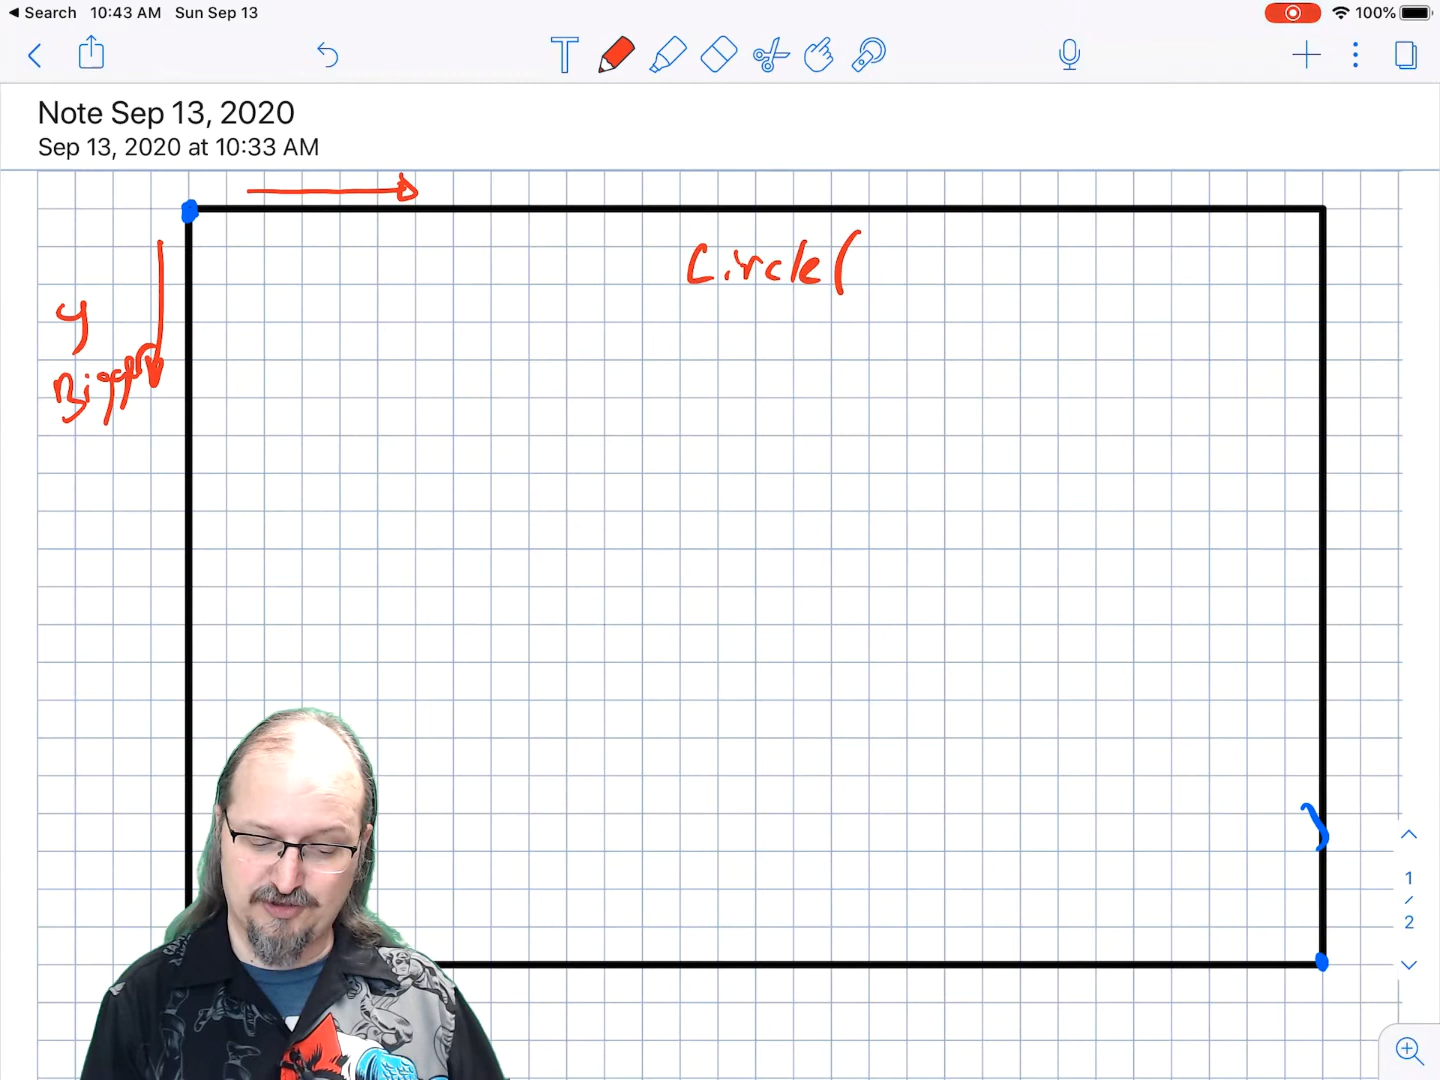 Search 10:43 AM Sun Sep 13
100%
T
Note Sep 13, 2020
Sep 13, 2020 at 10:33 AM
Circle(
y
Bigger
1
/
2